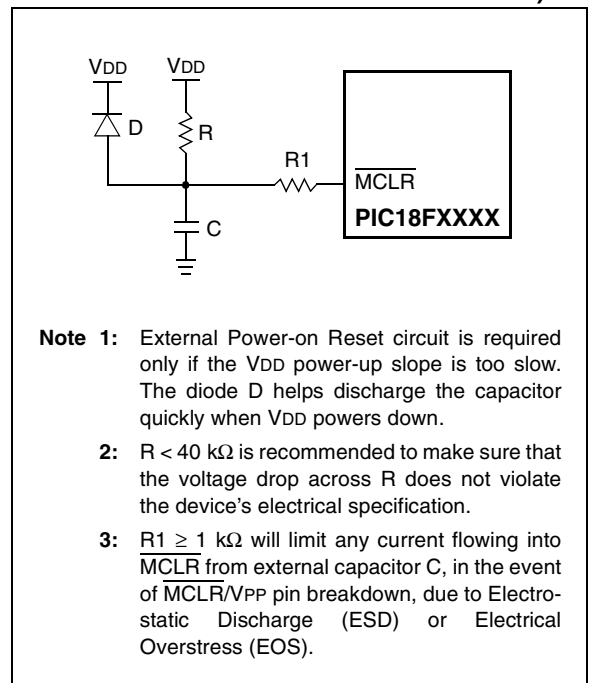 VDD VDD
D
R
R1
MCLR
PIC18FXXXX
C
Note 1: External Power-on Reset circuit is required
only if the VDD power-up slope is too slow.
The diode D helps discharge the capacitor
quickly when VDD powers down.
2: R < 40 kΩ is recommended to make sure that
the voltage drop across R does not violate
the device's electrical specification.
3: R1 ≥ 1 kΩ will limit any current flowing into
MCLR from external capacitor C, in the event
of MCLR/VPP pin breakdown, due to Electro-
static Discharge (ESD) or Electrical
Overstress (EOS).